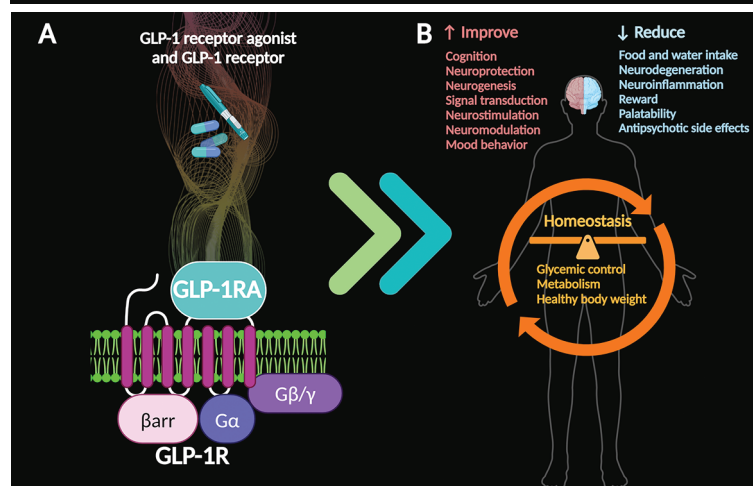 A
GLP-1 receptor agonist
and GLP-1 receptor
GLP-1RA
βarr
Gα
Gβ/γ
GLP-1R
B
↑ Improve
Cognition
Neuroprotection
Neurogenesis
Signal transduction
Neurostimulation
Neuromodulation
Mood behavior
↓ Reduce
Food and water intake
Neurodegeneration
Neuroinflammation
Reward
Palatability
Antipsychotic side effects
Homeostasis
Glycemic control
Metabolism
Healthy body weight